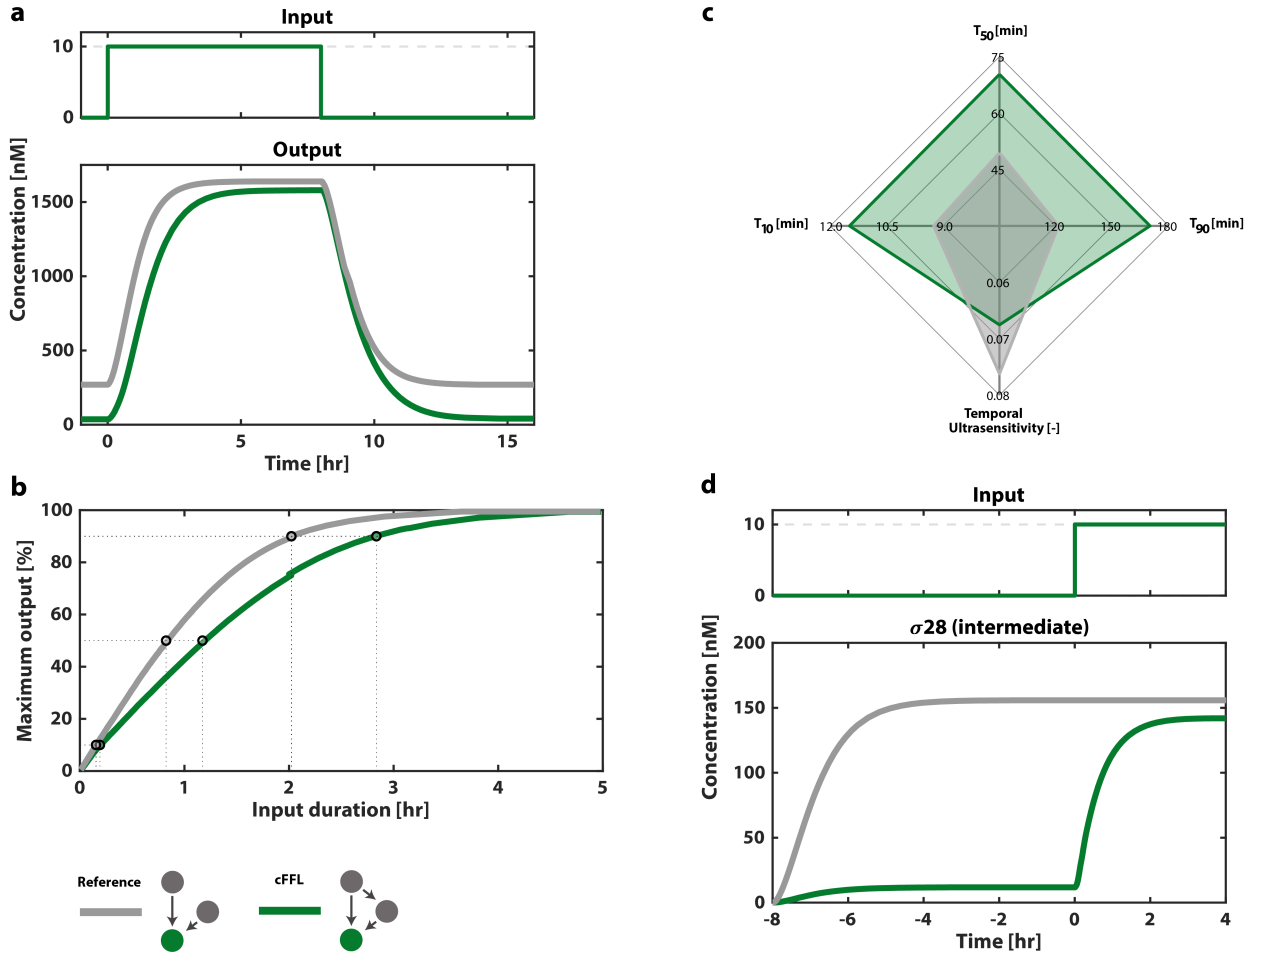 a
Input
10
0
Output
Concentration [nM]
1500
1000
500
0
0 5 10 15
Time [hr]
b
Maximum output [%]
100
80
60
40
20
0
0 1 2 3 4 5
Input duration [hr]
Reference
cFFL
c
T50 [min]
75
60
45
T10 [min]
12.0 10.5 9.0 120 150 180
T90 [min]
0.06
0.07
0.08
Temporal
Ultrasensitivity [-]
d
Input
10
0
σ28 (intermediate)
Concentration [nM]
200
150
100
50
0
-8 -6 -4 -2 0 2 4
Time [hr]